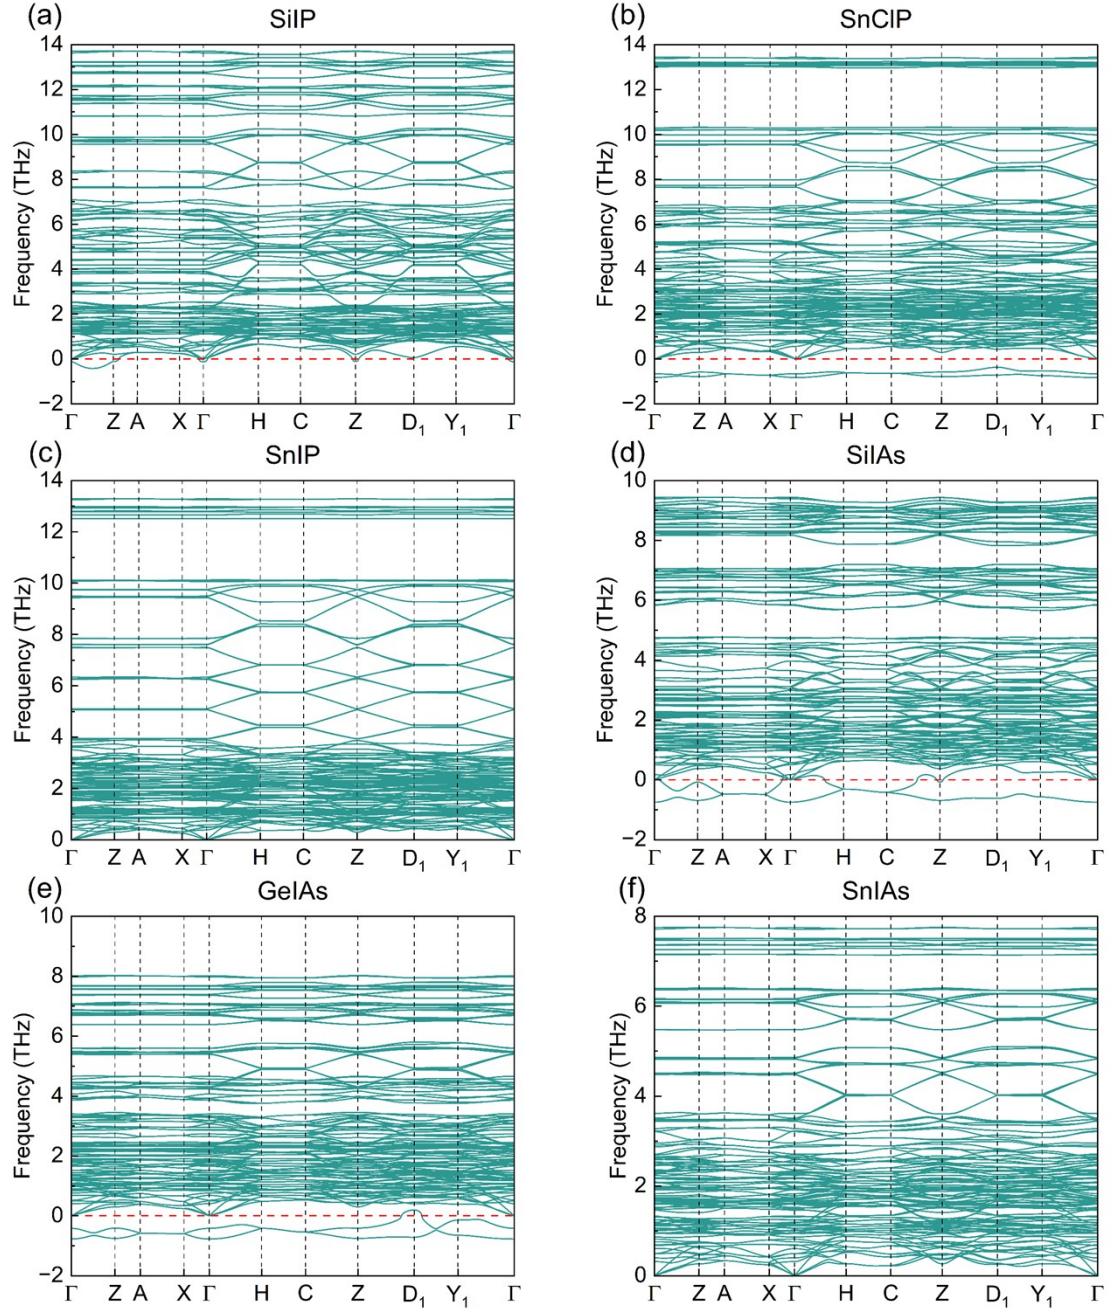 (a) SiIP
Frequency (THz)
14
12
10
8
6
4
2
0
−2
Γ Z A X Γ H C Z D₁ Y₁ Γ
(b) SnClP
Frequency (THz)
14
12
10
8
6
4
2
0
−2
Γ Z A X Γ H C Z D₁ Y₁ Γ
(c) SnIP
Frequency (THz)
14
12
10
8
6
4
2
0
Γ Z A X Γ H C Z D₁ Y₁ Γ
(d) SiIAs
Frequency (THz)
10
8
6
4
2
0
−2
Γ Z A X Γ H C Z D₁ Y₁ Γ
(e) GeIAs
Frequency (THz)
10
8
6
4
2
0
−2
Γ Z A X Γ H C Z D₁ Y₁ Γ
(f) SnIAs
Frequency (THz)
8
6
4
2
0
Γ Z A X Γ H C Z D₁ Y₁ Γ